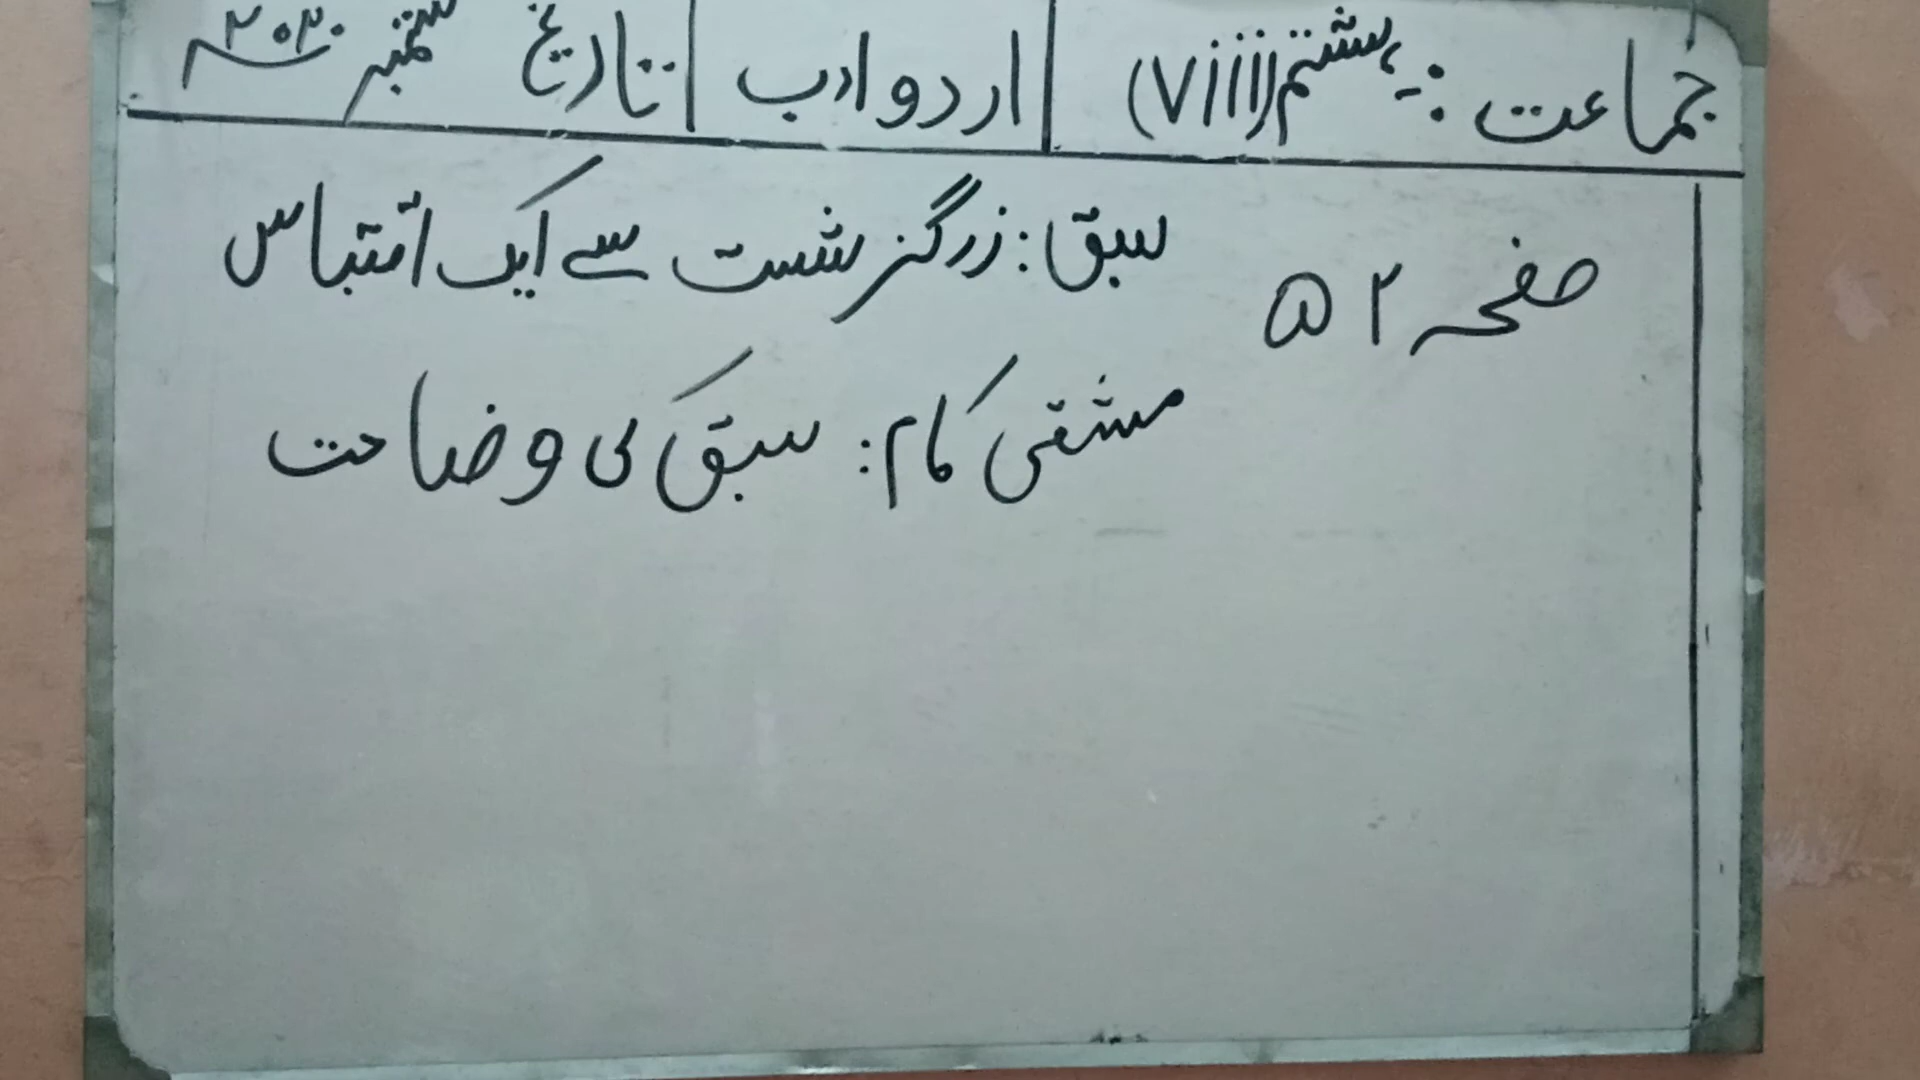 جماعت: ہشتم (viii) اردو ادب تاریخ ستمبر ۲۰۲۰
صفحہ ۵۲ سبق: زرگزشت سے ایک اقتباس
مشقی کام: سبق کی وضاحت